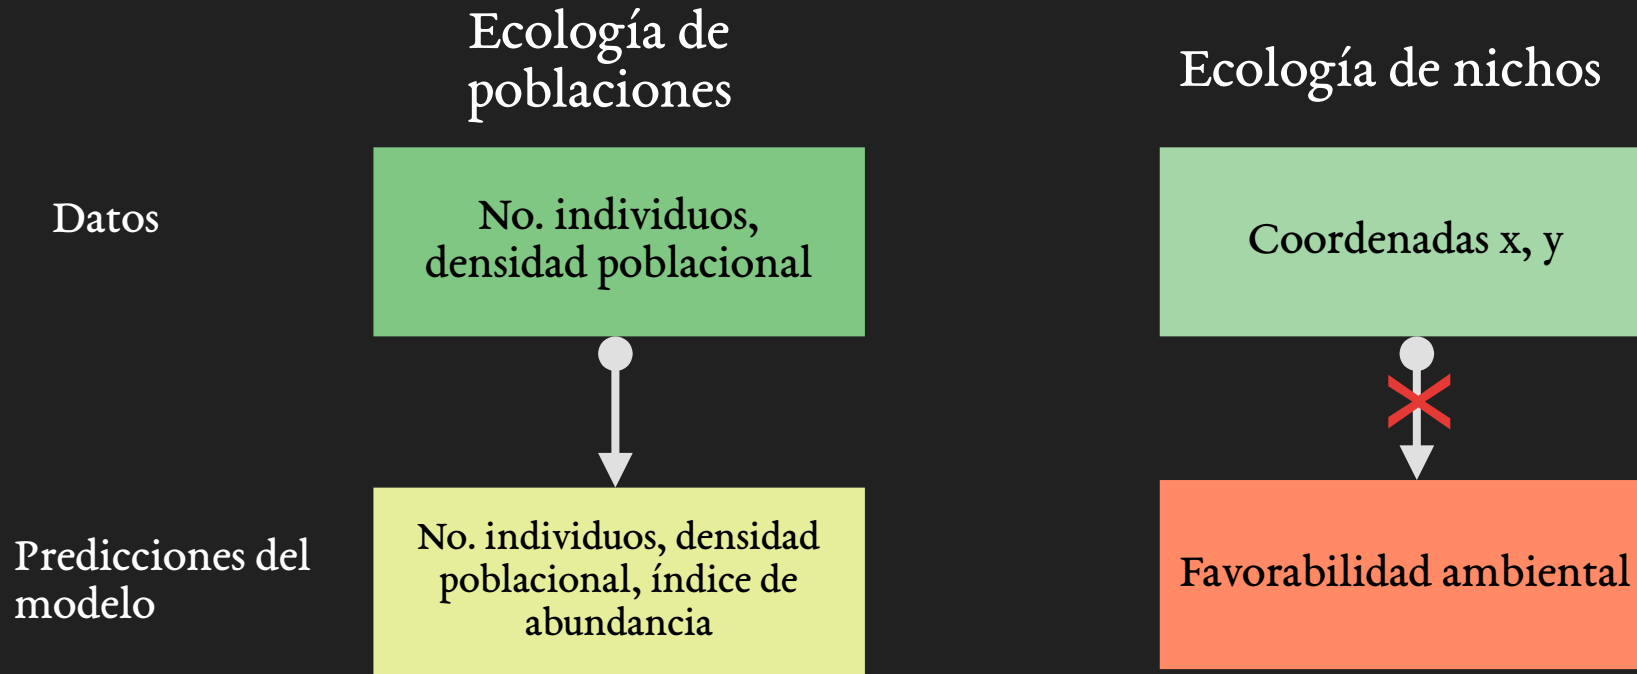 Ecología de
poblaciones
Ecología de nichos
Datos
No. individuos,
densidad poblacional
Coordenadas x, y
Predicciones del
modelo
No. individuos, densidad
poblacional, índice de
abundancia
Favorabilidad ambiental